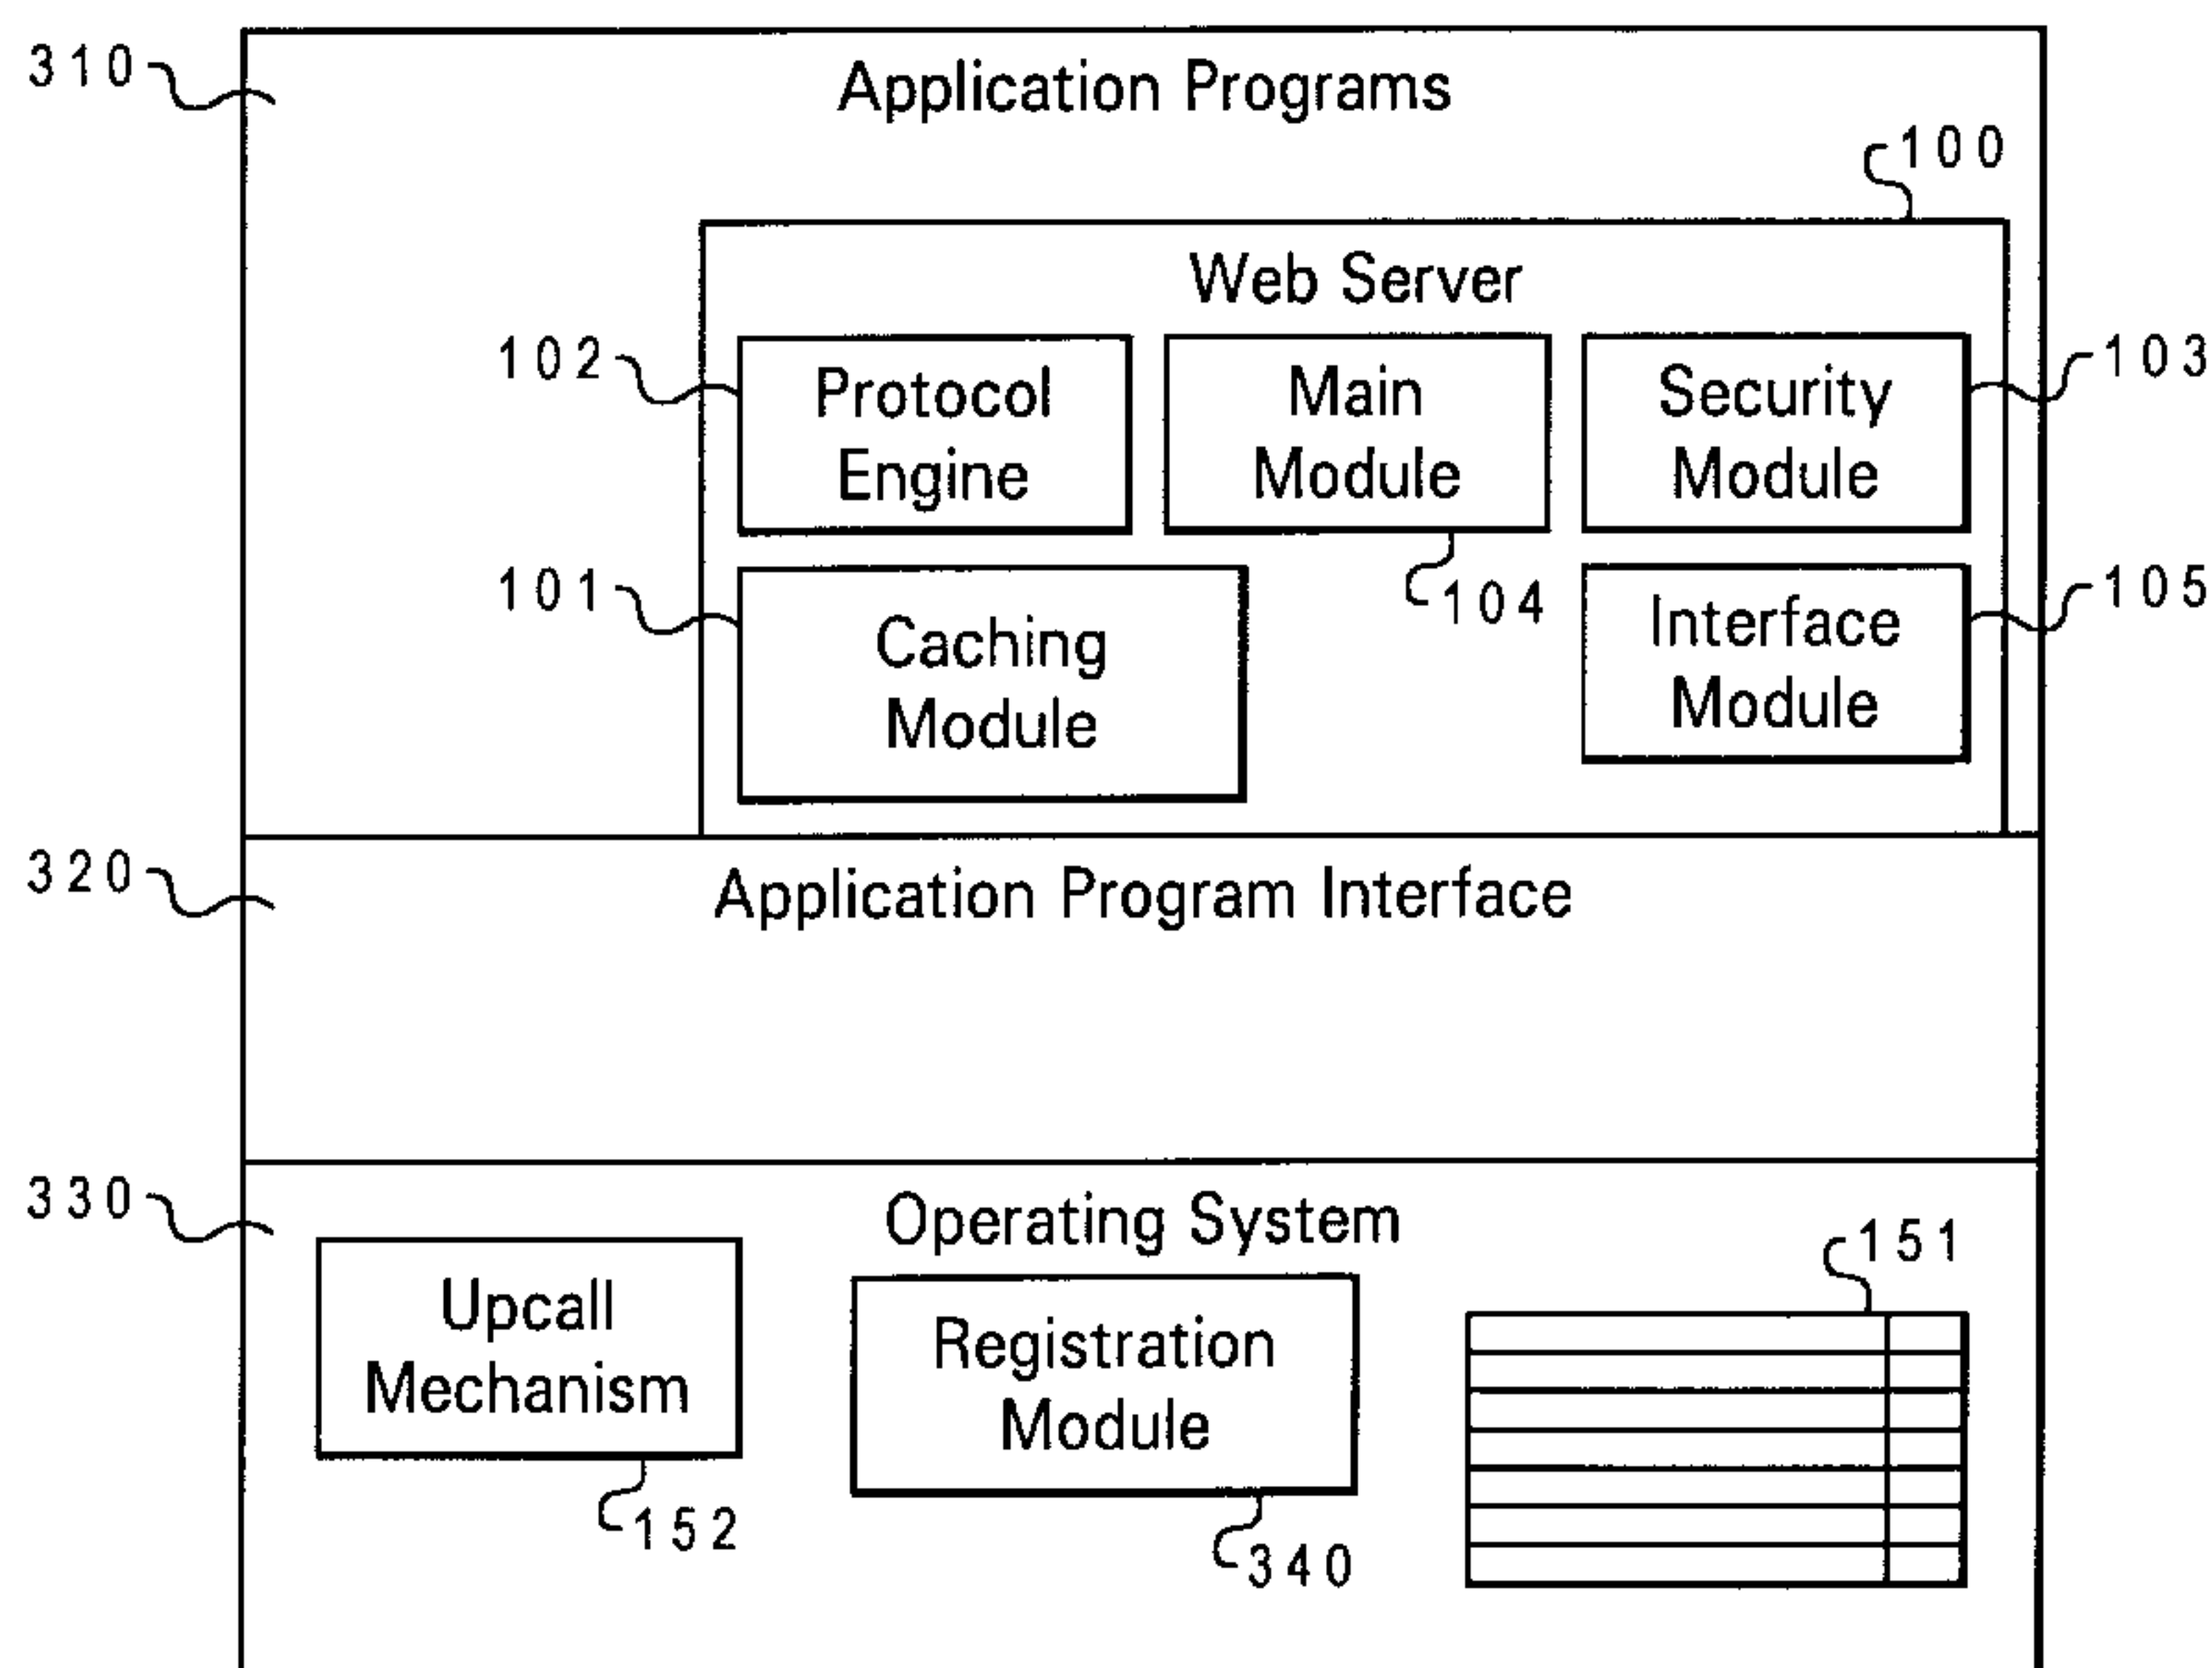 310
Application Programs
100
Web Server
102
Protocol
Engine
Main
Module
Security
Module
103
101
Caching
Module
104
Interface
Module
105
320
Application Program Interface
330
Operating System
Upcall
Mechanism
152
Registration
Module
340
151